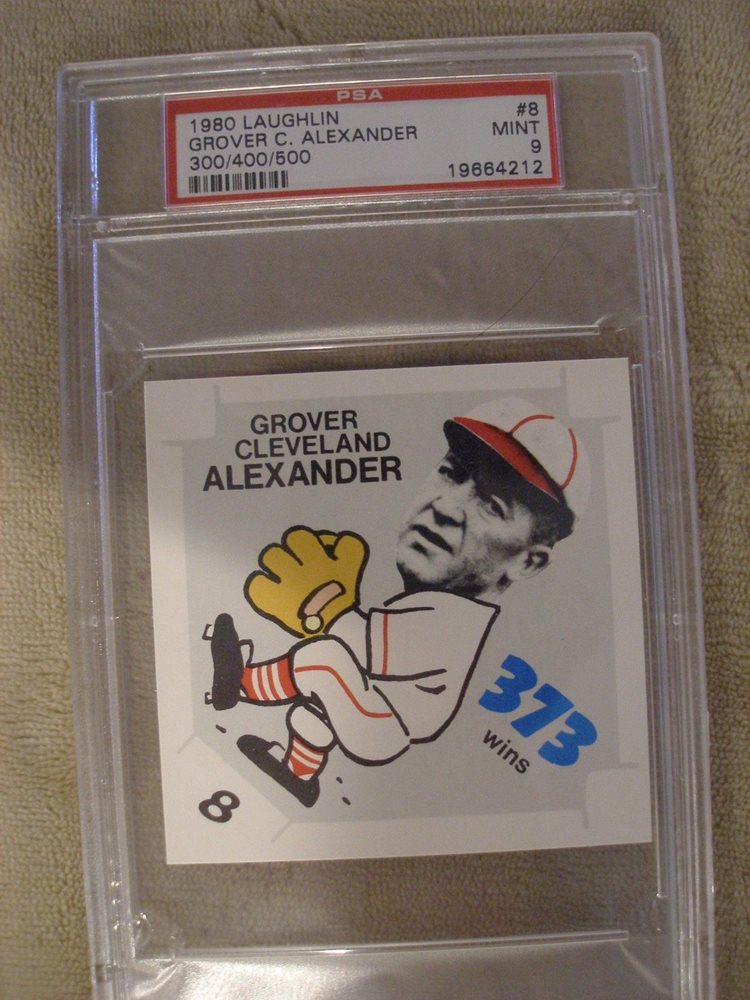 PSA
1980 LAUGHLIN #8
GROVER C. ALEXANDER MINT
300/400/500 9
19664212
GROVER
CLEVELAND
ALEXANDER
373
wins
8